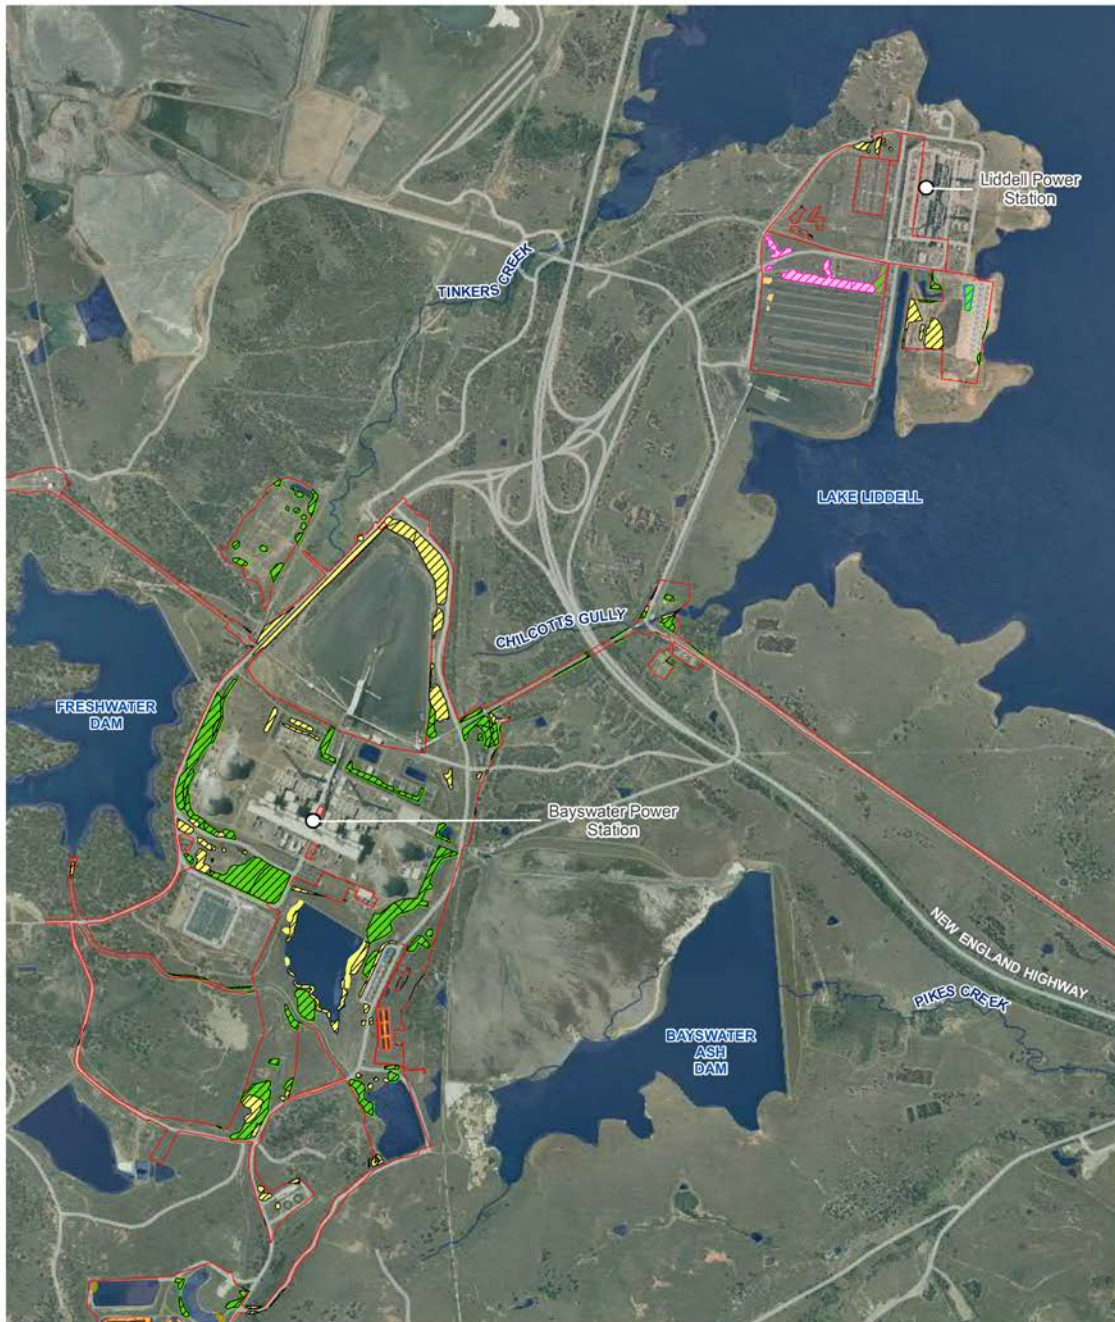 Liddell Power
Station
TINKERS CREEK
LAKE LIDDELL
CHILCOTTS GULLY
FRESHWATER
DAM
Bayswater Power
Station
NEW ENGLAND HIGHWAY
PIKES CREEK
BAYSWATER
ASH
DAM